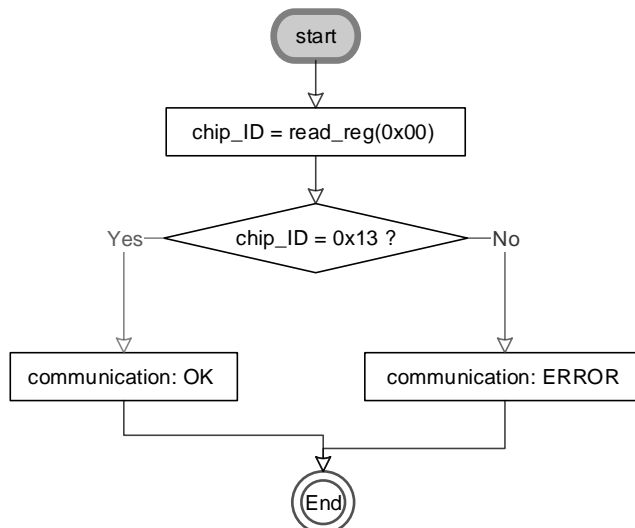 start
chip_ID = read_reg(0x00)
chip_ID = 0x13 ?
Yes
No
communication: OK
communication: ERROR
End